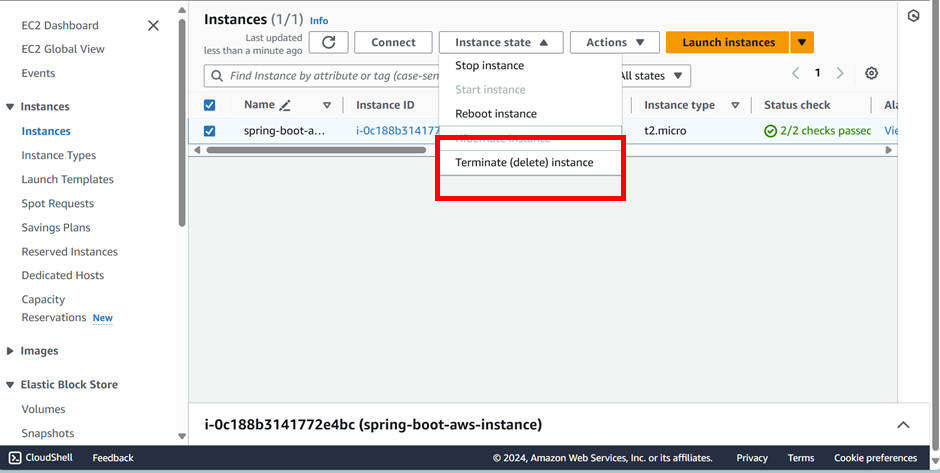 EC2 Dashboard
EC2 Global View
Events
Instances
Instances
Instance Types
Launch Templates
Spot Requests
Savings Plans
Reserved Instances
Dedicated Hosts
Capacity
Reservations New
Images
Elastic Block Store
Volumes
Snapshots
Instances (1/1) Info
Last updated
less than a minute ago
Connect
Instance state
Actions
Launch instances
Find Instance by attribute or tag (case-sen
All states
1
Stop instance
Start instance
Reboot instance
Hibernate instance
Terminate (delete) instance
Name Instance ID Instance type Status check Ala
spring-boot-a... i-0c188b314177 t2.micro 2/2 checks passed Vie
i-0c188b3141772e4bc (spring-boot-aws-instance)
CloudShell Feedback © 2024, Amazon Web Services, Inc. or its affiliates. Privacy Terms Cookie preferences